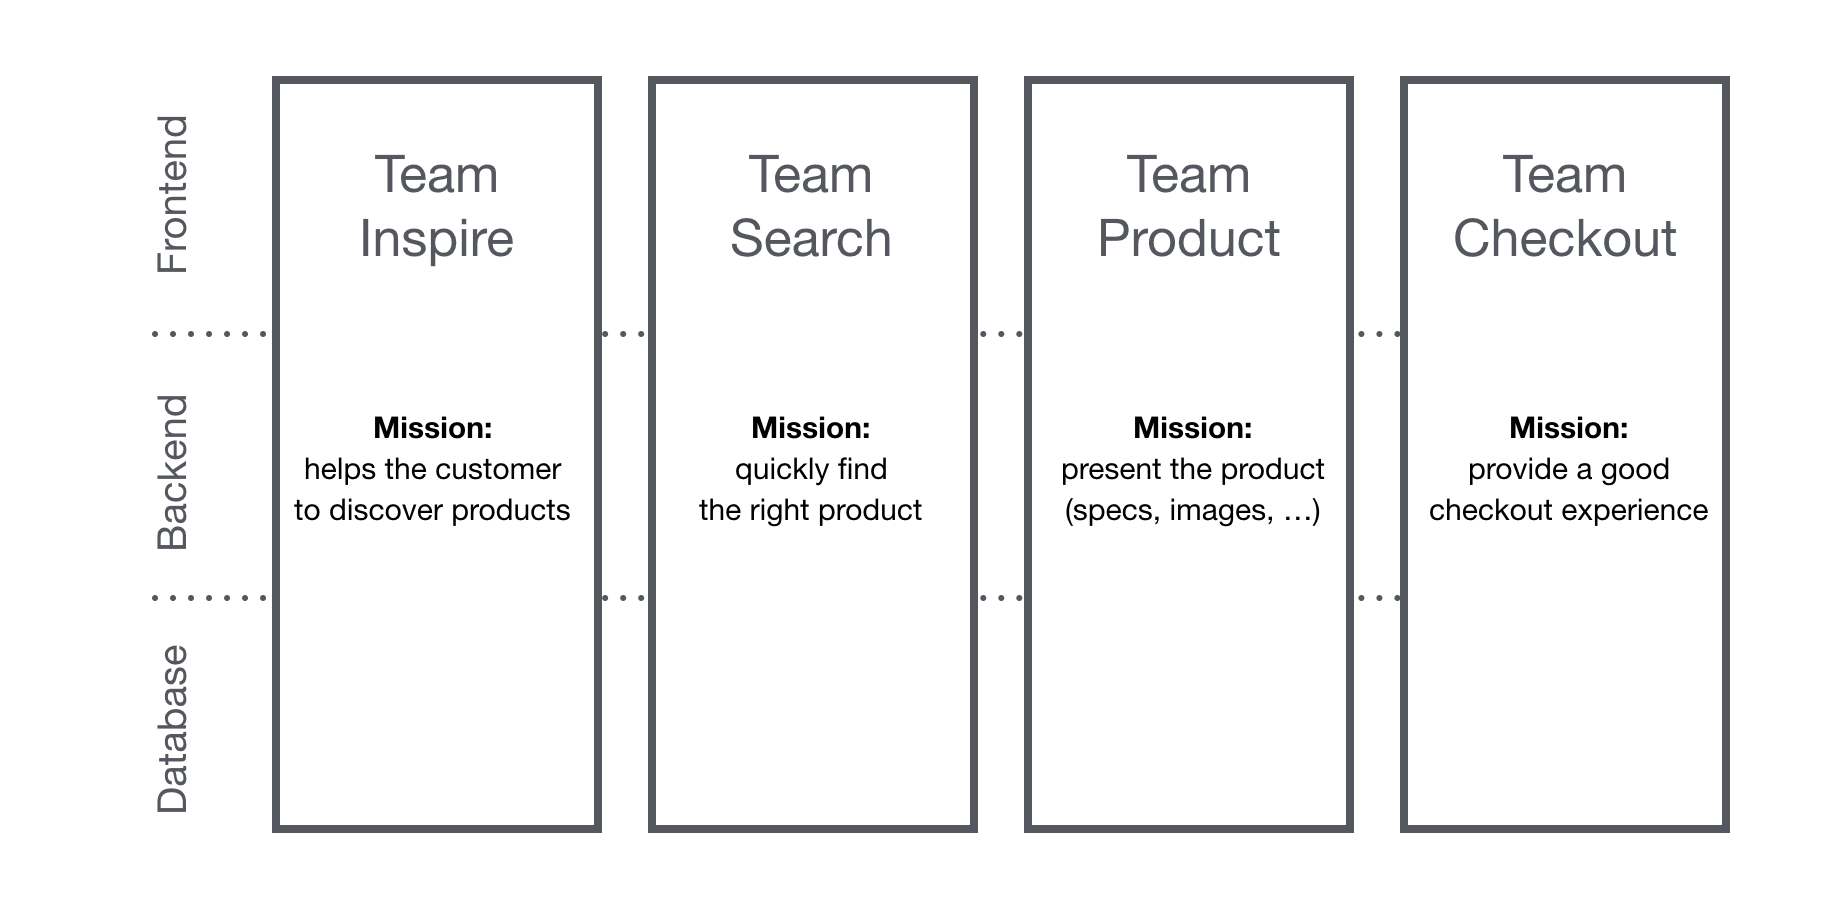 Frontend
Backend
Database
Team
Inspire
Mission:
helps the customer
to discover products
Team
Search
Mission:
quickly find
the right product
Team
Product
Mission:
present the product
(specs, images, …)
Team
Checkout
Mission:
provide a good
checkout experience